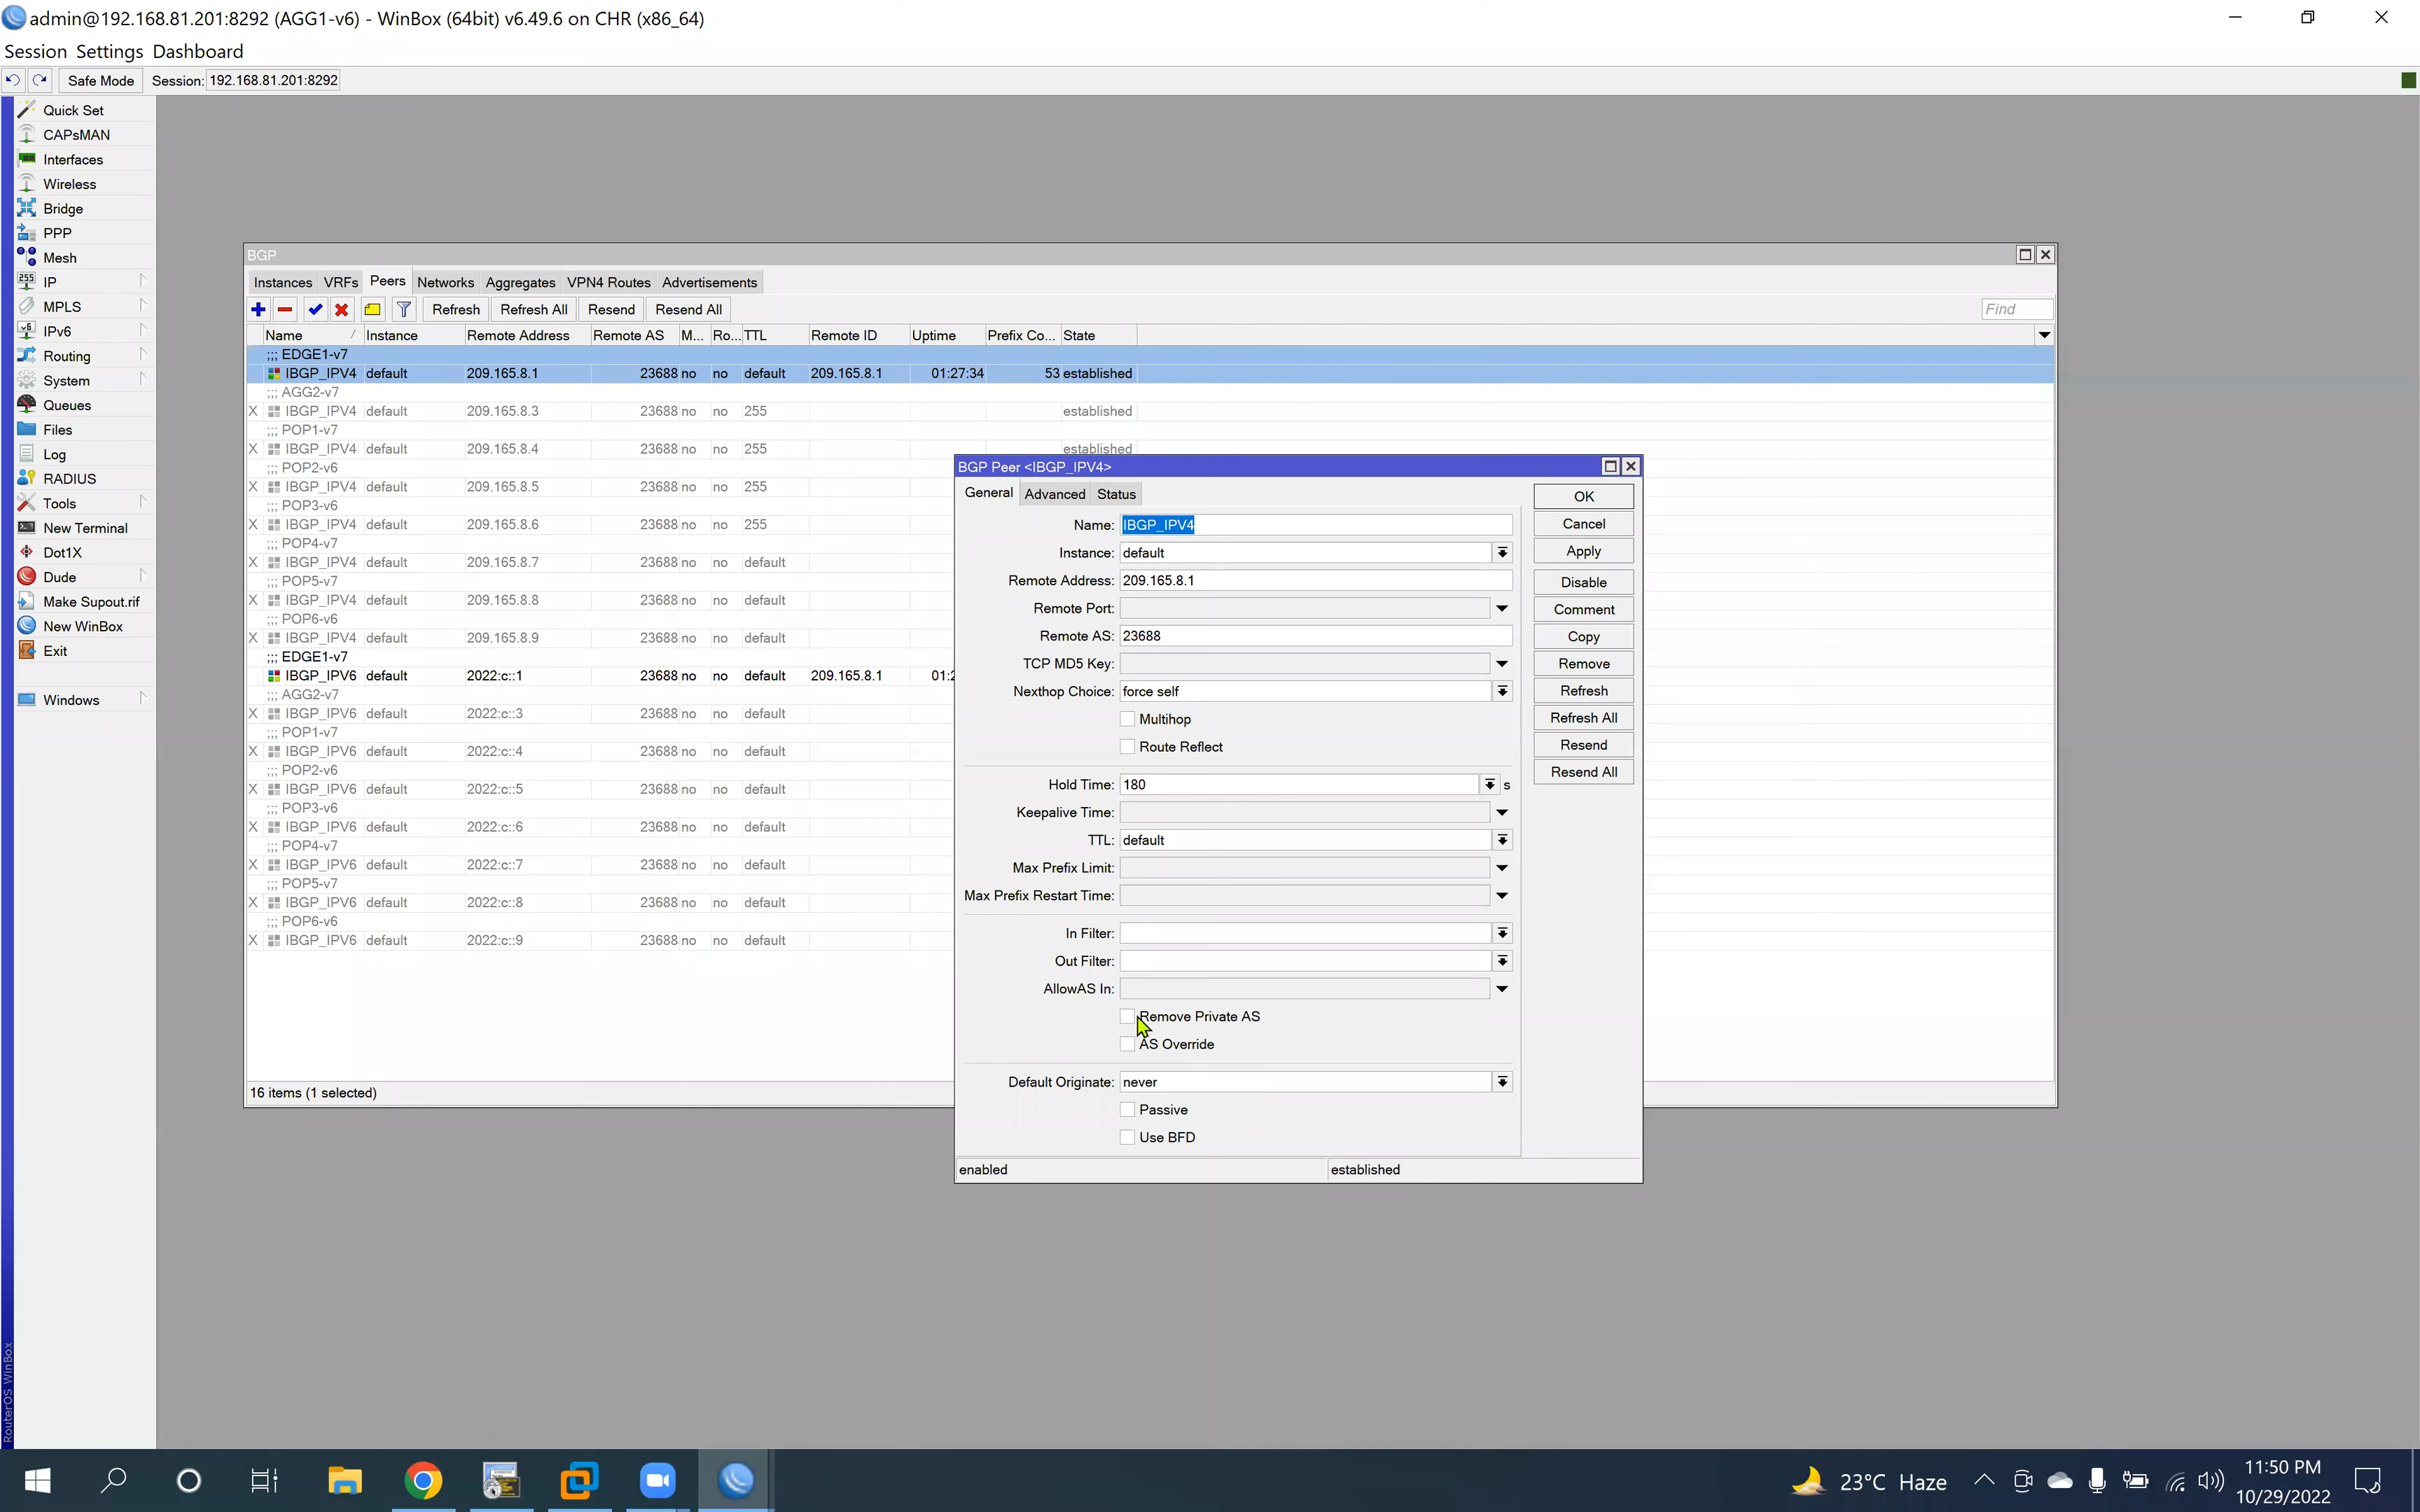 admin@192.168.81.201:8292 (AGG1-v6) - WinBox (64bit) v6.49.6 on CHR (x86_64)
Session Settings Dashboard
Safe Mode Session: 192.168.81.201:8292
Quick Set
CAPsMAN
Interfaces
Wireless
Bridge
PPP
Mesh
IP
MPLS
IPv6
Routing
System
Queues
Files
Log
RADIUS
Tools
New Terminal
Dot1X
Dude
Make Supout.rif
New WinBox
Exit
Windows
RouterOS WinBox
BGP
Instances VRFs Peers Networks Aggregates VPN4 Routes Advertisements
Refresh Refresh All Resend Resend All Find
Name Instance Remote Address Remote AS M... Ro... TTL Remote ID Uptime Prefix Co... State
;;; EDGE1-v7
IBGP_IPV4 default 209.165.8.1 23688 no no default 209.165.8.1 01:27:34 53 established
;;; AGG2-v7
X IBGP_IPV4 default 209.165.8.3 23688 no no 255 established
;;; POP1-v7
X IBGP_IPV4 default 209.165.8.4 23688 no no 255 established
;;; POP2-v6
X IBGP_IPV4 default 209.165.8.5 23688 no no 255
;;; POP3-v6
X IBGP_IPV4 default 209.165.8.6 23688 no no 255
;;; POP4-v7
X IBGP_IPV4 default 209.165.8.7 23688 no no default
;;; POP5-v7
X IBGP_IPV4 default 209.165.8.8 23688 no no default
;;; POP6-v6
X IBGP_IPV4 default 209.165.8.9 23688 no no default
;;; EDGE1-v7
IBGP_IPV6 default 2022:c::1 23688 no no default 209.165.8.1 01:2
;;; AGG2-v7
X IBGP_IPV6 default 2022:c::3 23688 no no default
;;; POP1-v7
X IBGP_IPV6 default 2022:c::4 23688 no no default
;;; POP2-v6
X IBGP_IPV6 default 2022:c::5 23688 no no default
;;; POP3-v6
X IBGP_IPV6 default 2022:c::6 23688 no no default
;;; POP4-v7
X IBGP_IPV6 default 2022:c::7 23688 no no default
;;; POP5-v7
X IBGP_IPV6 default 2022:c::8 23688 no no default
;;; POP6-v6
X IBGP_IPV6 default 2022:c::9 23688 no no default
16 items (1 selected)
BGP Peer <IBGP_IPV4>
General Advanced Status
Name: IBGP_IPV4
Instance: default
Remote Address: 209.165.8.1
Remote Port:
Remote AS: 23688
TCP MD5 Key:
Nexthop Choice: force self
Multihop
Route Reflect
Hold Time: 180 s
Keepalive Time:
TTL: default
Max Prefix Limit:
Max Prefix Restart Time:
In Filter:
Out Filter:
AllowAS In:
Remove Private AS
AS Override
Default Originate: never
Passive
Use BFD
enabled established
OK
Cancel
Apply
Disable
Comment
Copy
Remove
Refresh
Refresh All
Resend
Resend All
23°C Haze
11:50 PM
10/29/2022